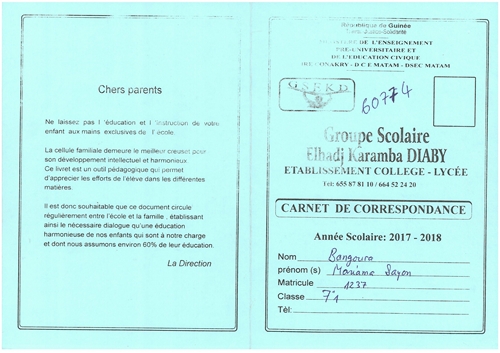 Chers parents
Ne laissez pas l 'éducation et l 'instruction de votre
enfant aux mains exclusives de l' école.
La cellule familiale demeure le meilleur creuset pour
son développement intellectuel et harmonieux.
Ce livret est un outil pédagogique qui permet
d'apprécier les efforts de l'élève dans les différentes
matières.
Il est donc souhaitable que ce document circule
régulièrement entre l'école et la famille , établissant
ainsi le nécessaire dialogue qu'une éducation
harmonieuse de nos enfants qui sont à notre charge
et dont nous assumons environ 60% de leur éducation.
La Direction
République de Guinée
Travail-Justice-Solidarité
MINISTERE DE L'ENSEIGNEMENT
PRE-UNIVERSITAIRE ET
DE L'EDUCATION CIVIQUE
IRE CONAKRY - D C E MATAM - DSEC MATAM
G.S.E.K.D
60774
Groupe Scolaire
Elhadj Karamba DIABY
ETABLISSEMENT COLLEGE - LYCÉE
Tel: 655 87 81 10 / 664 52 24 20
CARNET DE CORRESPONDANCE
Année Scolaire: 2017 - 2018
Nom Bangoura
prénom (s) Mariama
Matricule 1237
Classe 7e1
Tèl: